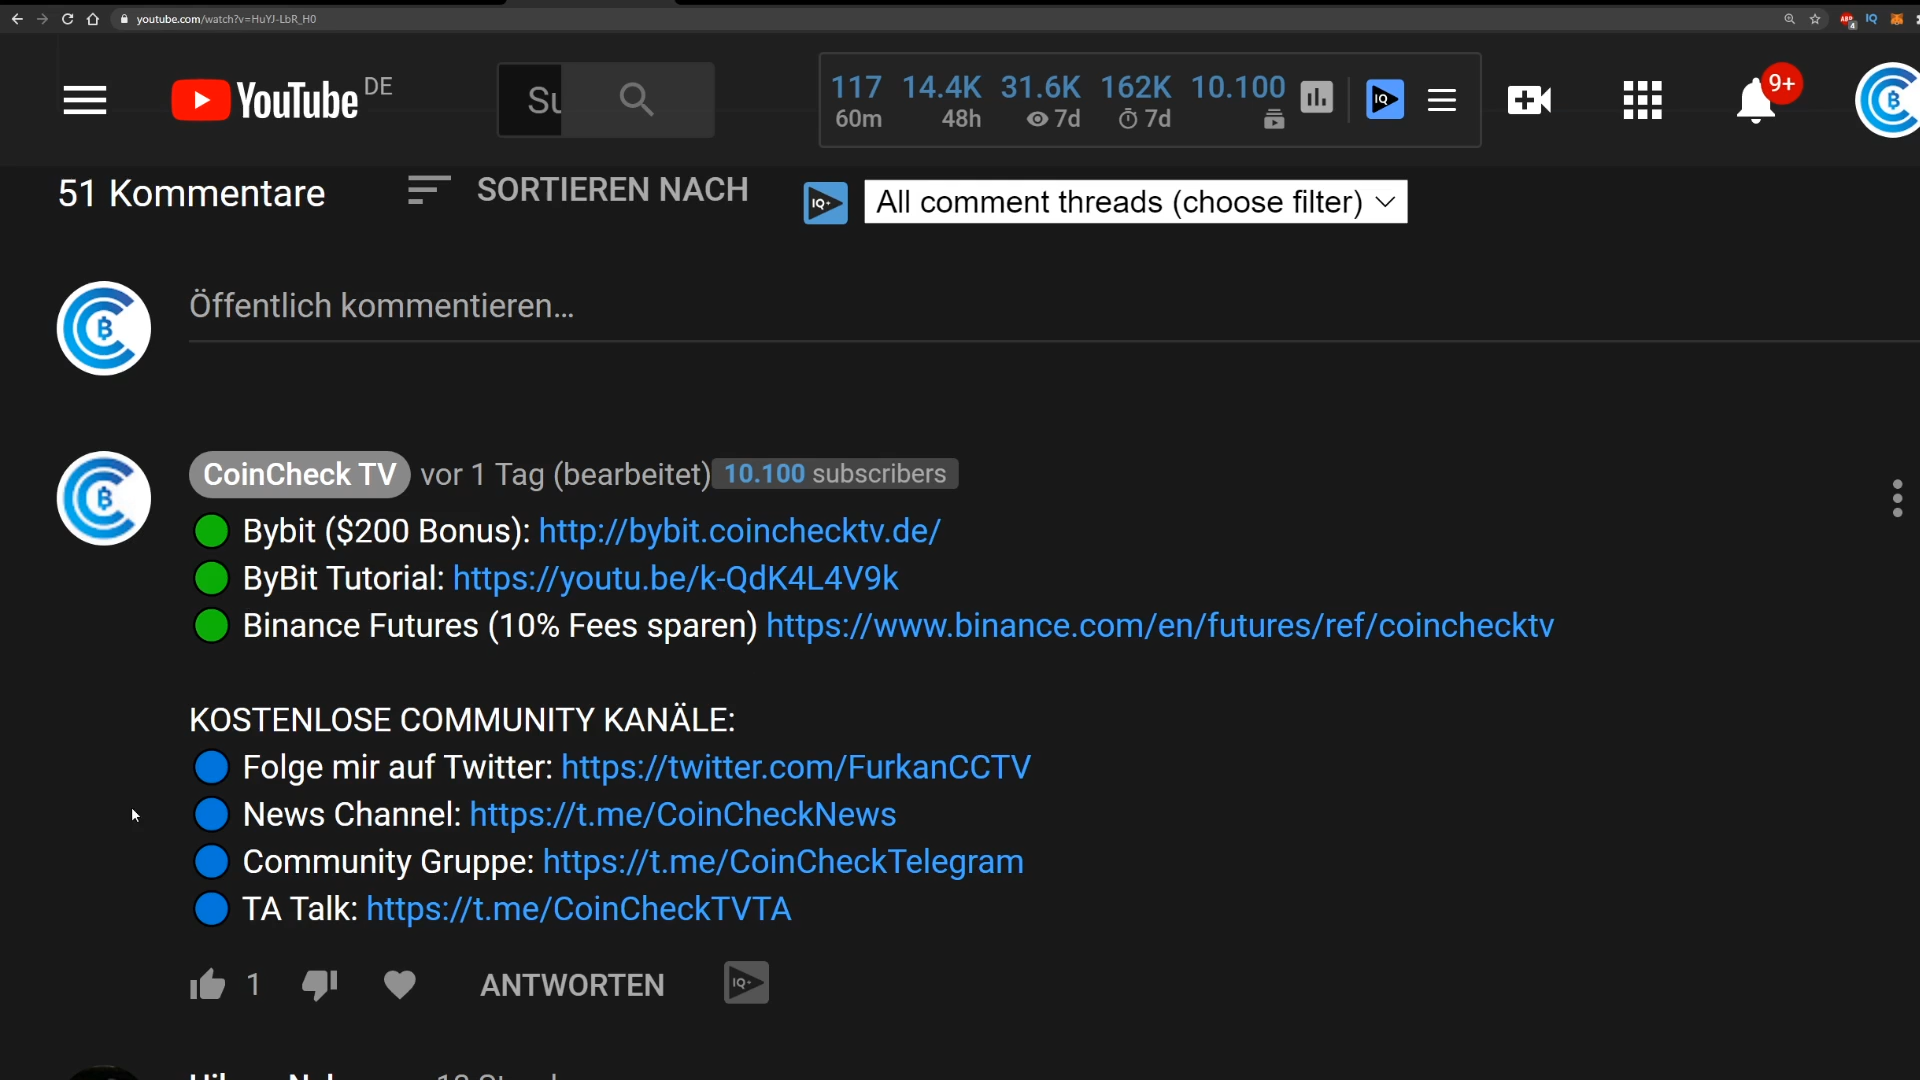 youtube.com/watch?v=HuYJ-LbR_H0
YouTube DE
Su
117 14.4K 31.6K 162K 10.100
60m 48h 7d 7d
9+
51 Kommentare SORTIEREN NACH All comment threads (choose filter)
Öffentlich kommentieren...
CoinCheck TV vor 1 Tag (bearbeitet) 10.100 subscribers
Bybit ($200 Bonus): http://bybit.coinchecktv.de/
ByBit Tutorial: https://youtu.be/k-QdK4L4V9k
Binance Futures (10% Fees sparen) https://www.binance.com/en/futures/ref/coinchecktv
KOSTENLOSE COMMUNITY KANÄLE:
Folge mir auf Twitter: https://twitter.com/FurkanCCTV
News Channel: https://t.me/CoinCheckNews
Community Gruppe: https://t.me/CoinCheckTelegram
TA Talk: https://t.me/CoinCheckTVTA
1 ANTWORTEN